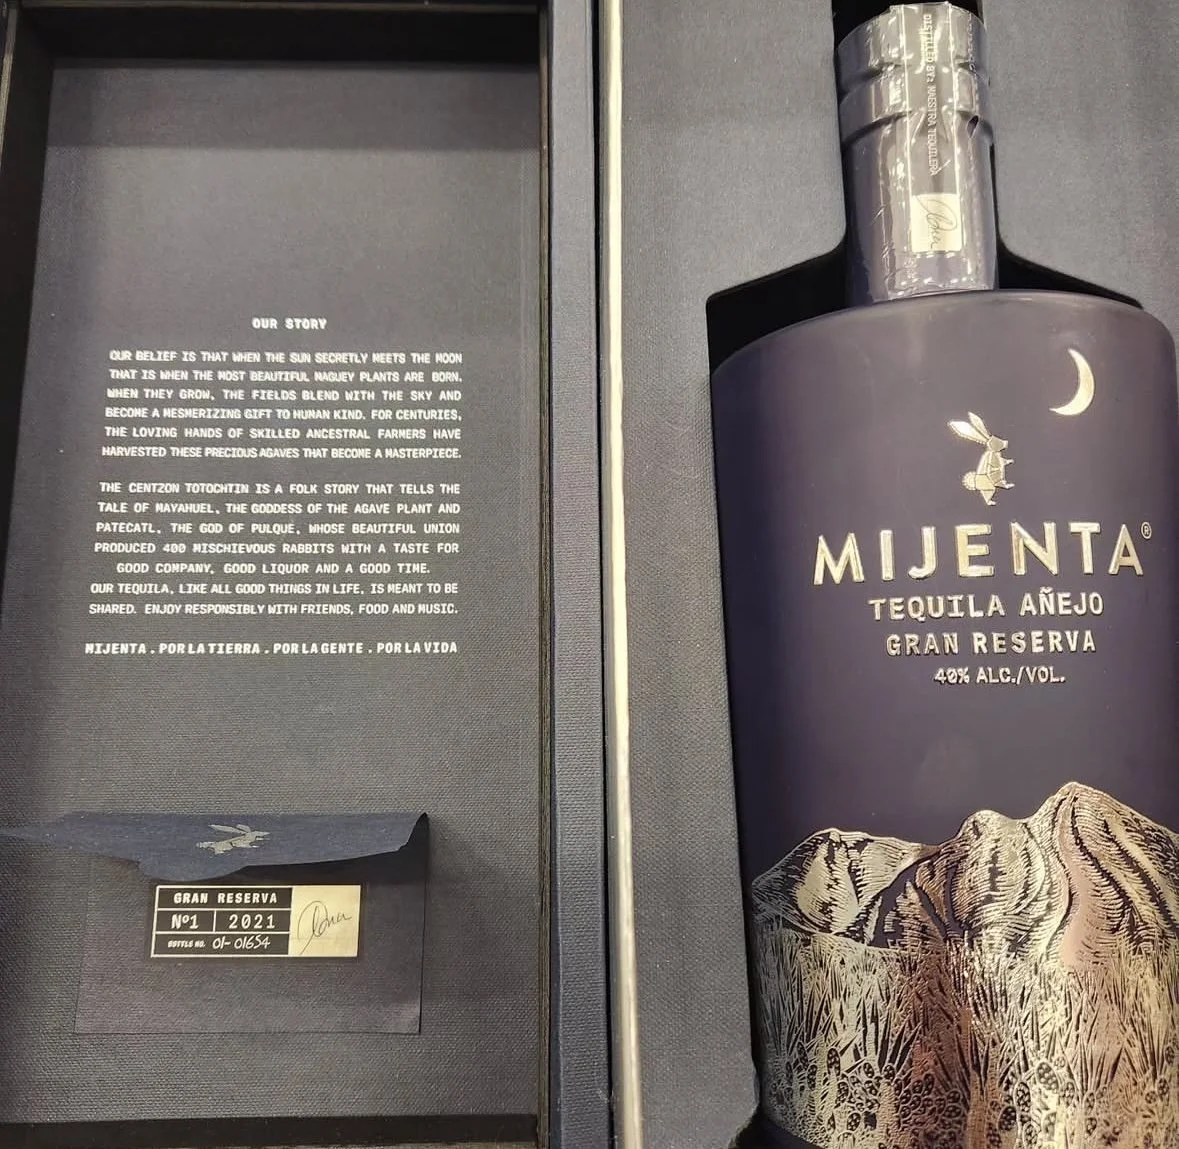 OUR STORY
OUR BELIEF IS THAT WHEN THE SUN SECRETLY MEETS THE MOON
THAT IS WHEN THE MOST BEAUTIFUL MAGUEY PLANTS ARE BORN.
WHEN THEY GROW, THE FIELDS BLEND WITH THE SKY AND
BECOME A MESMERIZING GIFT TO HUMAN KIND. FOR CENTURIES,
THE LOVING HANDS OF SKILLED ANCESTRAL FARMERS HAVE
HARVESTED THESE PRECIOUS AGAVES THAT BECOME A MASTERPIECE.
THE CENTZON TOTOCHTIN IS A FOLK STORY THAT TELLS THE
TALE OF MAYAHUEL, THE GODDESS OF THE AGAVE PLANT AND
PATECATL, THE GOD OF PULQUE, WHOSE BEAUTIFUL UNION
PRODUCED 400 MISCHIEVOUS RABBITS WITH A TASTE FOR
GOOD COMPANY, GOOD LIQUOR AND A GOOD TIME.
OUR TEQUILA, LIKE ALL GOOD THINGS IN LIFE, IS MEANT TO BE
SHARED. ENJOY RESPONSIBLY WITH FRIENDS, FOOD AND MUSIC.
MIJENTA . POR LA TIERRA . POR LA GENTE . POR LA VIDA
GRAN RESERVA
Nº1 2021
BOTTLE NO. 01-01654
DISTILLED BY: MAESTRA TEQUILERA
MIJENTA®
TEQUILA AÑEJO
GRAN RESERVA
40% ALC./VOL.